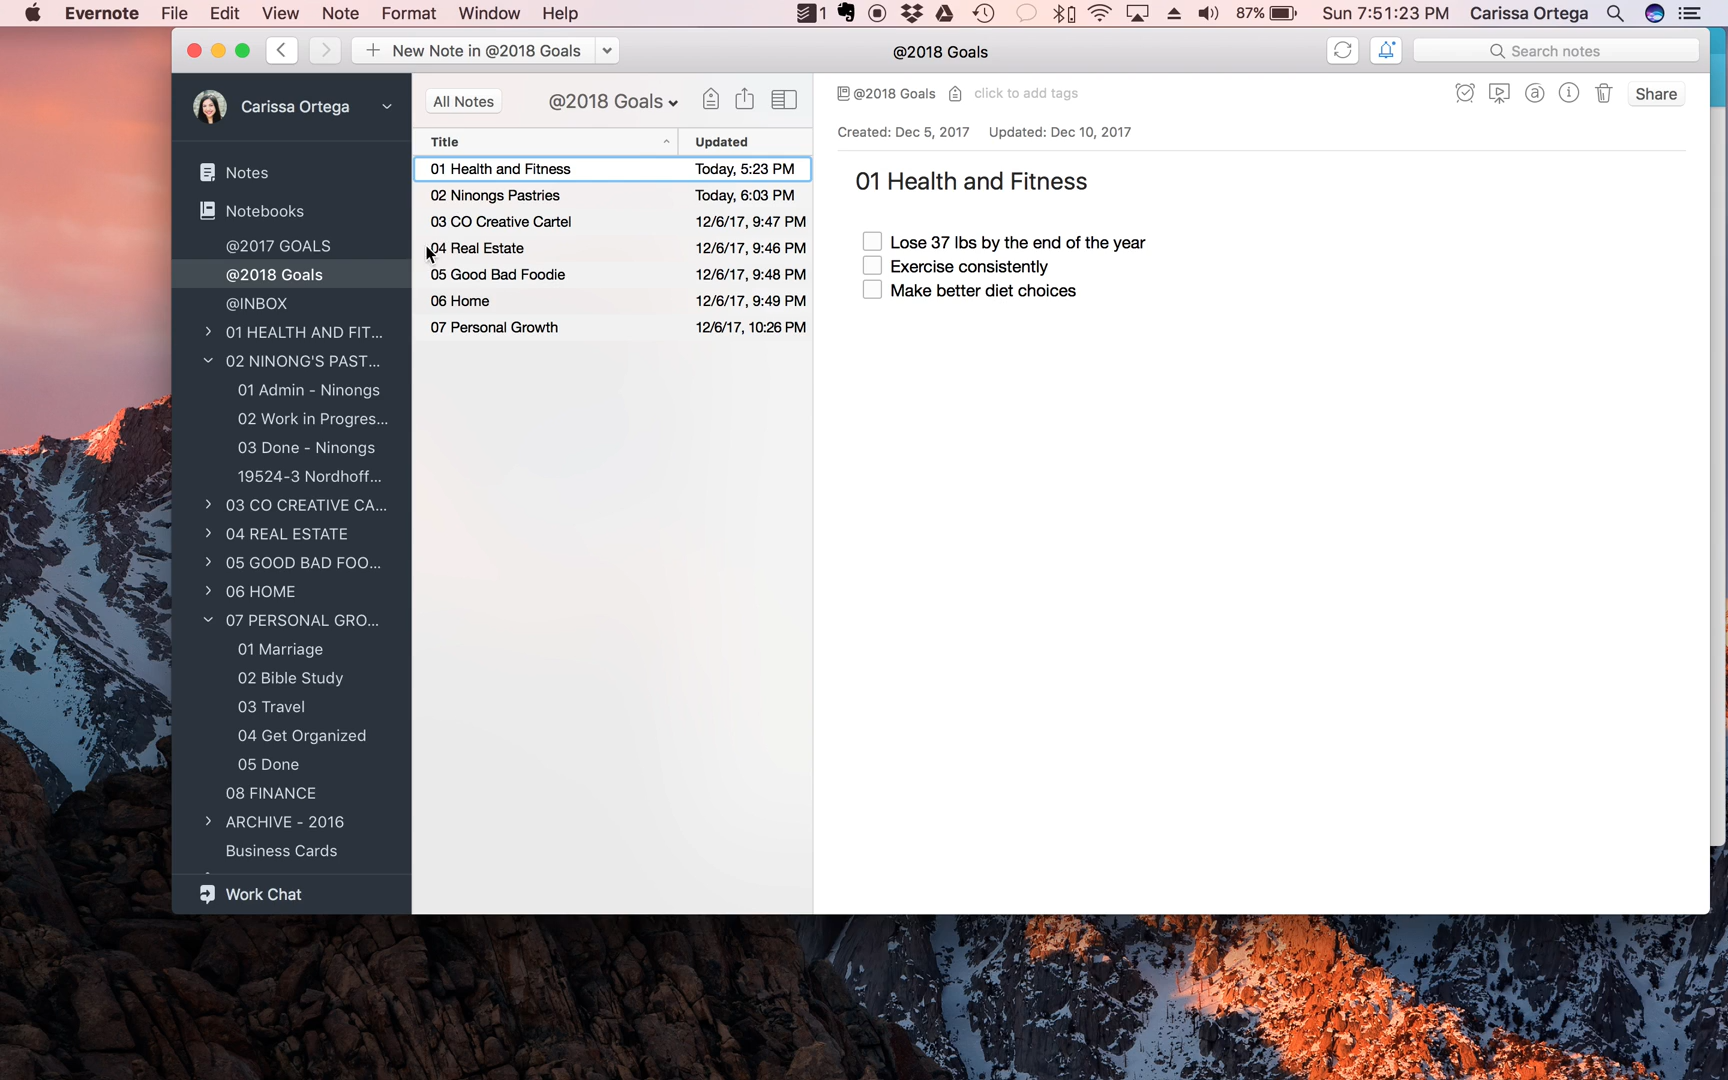 Evernote File Edit View Note Format Window Help 1 87% Sun 7:51:23 PM Carissa Ortega
New Note in @2018 Goals
@2018 Goals
Search notes
Carissa Ortega
Notes
Notebooks
@2017 GOALS
@2018 Goals
@INBOX
01 HEALTH AND FIT...
02 NINONG'S PAST...
01 Admin - Ninongs
02 Work in Progres...
03 Done - Ninongs
19524-3 Nordhoff...
03 CO CREATIVE CA...
04 REAL ESTATE
05 GOOD BAD FOO...
06 HOME
07 PERSONAL GRO...
01 Marriage
02 Bible Study
03 Travel
04 Get Organized
05 Done
08 FINANCE
ARCHIVE - 2016
Business Cards
Work Chat
All Notes @2018 Goals
Title Updated
01 Health and Fitness Today, 5:23 PM
02 Ninongs Pastries Today, 6:03 PM
03 CO Creative Cartel 12/6/17, 9:47 PM
04 Real Estate 12/6/17, 9:46 PM
05 Good Bad Foodie 12/6/17, 9:48 PM
06 Home 12/6/17, 9:49 PM
07 Personal Growth 12/6/17, 10:26 PM
@2018 Goals click to add tags Share
Created: Dec 5, 2017 Updated: Dec 10, 2017
01 Health and Fitness
Lose 37 lbs by the end of the year
Exercise consistently
Make better diet choices